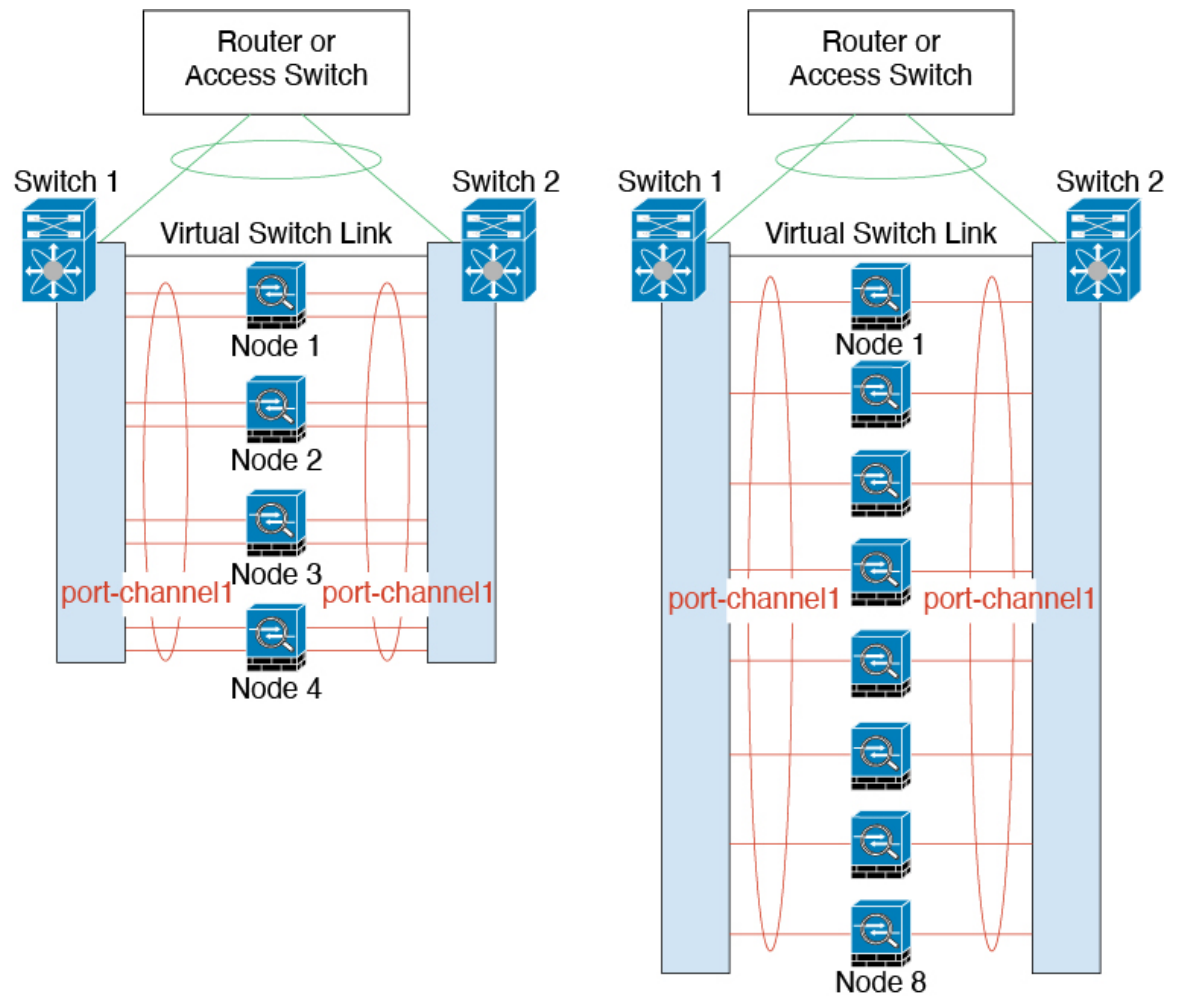 Router or
Access Switch
Switch 1
Switch 2
Virtual Switch Link
Node 1
Node 2
Node 3
port-channel1
port-channel1
Node 4
Router or
Access Switch
Switch 1
Switch 2
Virtual Switch Link
Node 1
port-channel1
port-channel1
Node 8